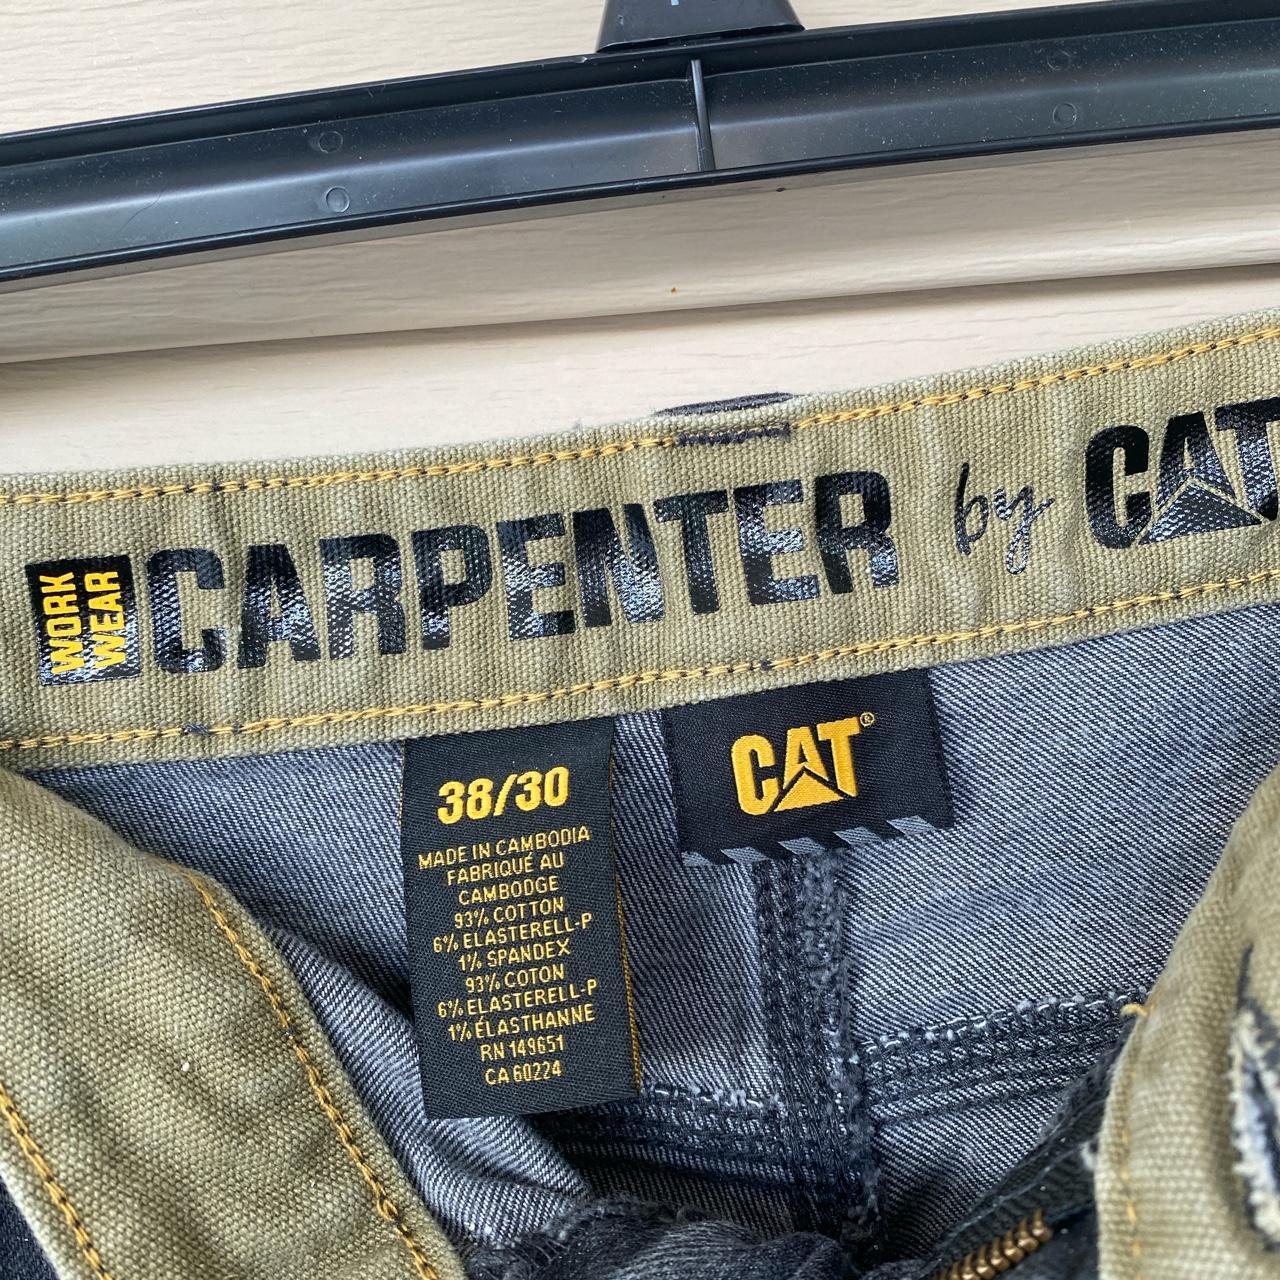 WORK
WEAR
CARPENTER by CAT
38/30
MADE IN CAMBODIA
FABRIQUÉ AU
CAMBODGE
93% COTTON
6% ELASTERELL-P
1% SPANDEX
93% COTON
6% ELASTERELL-P
1% ÉLASTHANNE
RN 149651
CA 60224
CAT®